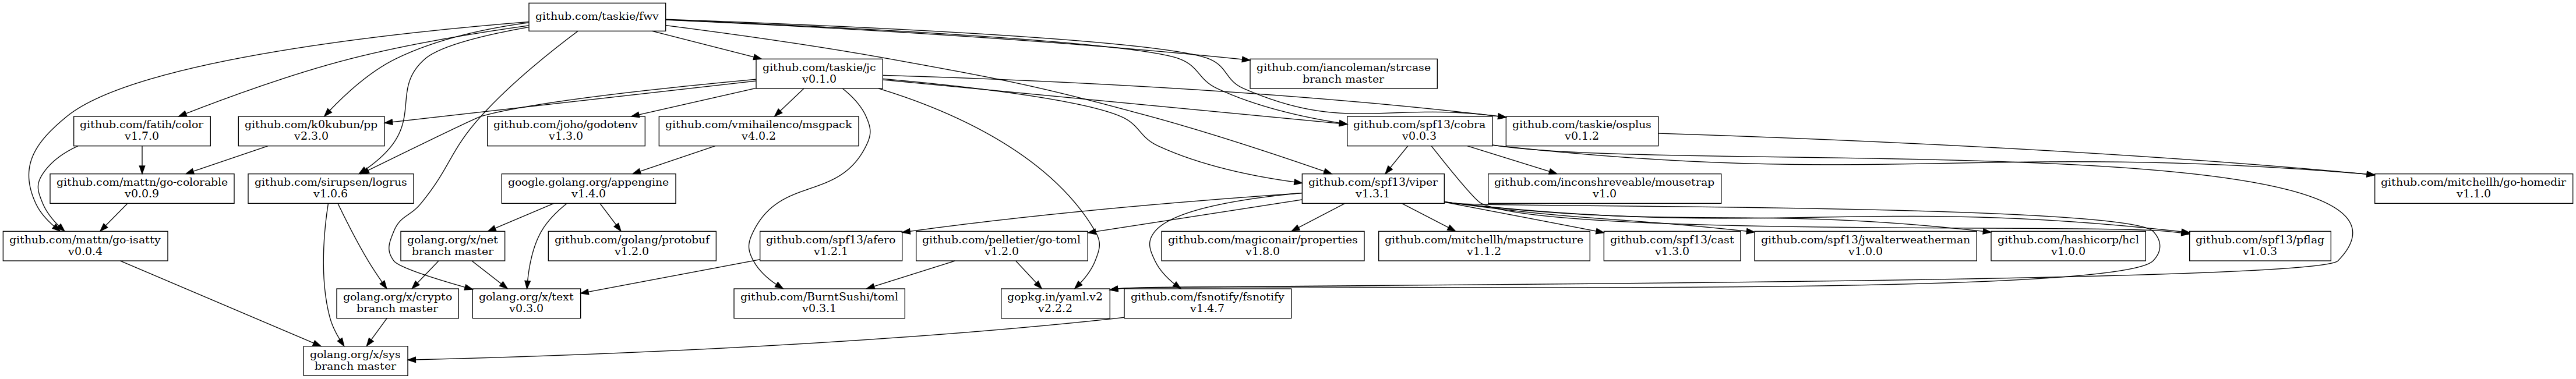 github.com/taskie/fwv
github.com/taskie/jc
v0.1.0
github.com/iancoleman/strcase
branch master
github.com/fatih/color
v1.7.0
github.com/k0kubun/pp
v2.3.0
github.com/joho/godotenv
v1.3.0
github.com/vmihailenco/msgpack
v4.0.2
github.com/spf13/cobra
v0.0.3
github.com/taskie/osplus
v0.1.2
github.com/mattn/go-colorable
v0.0.9
github.com/sirupsen/logrus
v1.0.6
google.golang.org/appengine
v1.4.0
github.com/spf13/viper
v1.3.1
github.com/inconshreveable/mousetrap
v1.0
github.com/mitchellh/go-homedir
v1.1.0
github.com/mattn/go-isatty
v0.0.4
golang.org/x/net
branch master
github.com/golang/protobuf
v1.2.0
github.com/spf13/afero
v1.2.1
github.com/pelletier/go-toml
v1.2.0
github.com/magiconair/properties
v1.8.0
github.com/mitchellh/mapstructure
v1.1.2
github.com/spf13/cast
v1.3.0
github.com/spf13/jwalterweatherman
v1.0.0
github.com/hashicorp/hcl
v1.0.0
github.com/spf13/pflag
v1.0.3
golang.org/x/crypto
branch master
golang.org/x/text
v0.3.0
github.com/BurntSushi/toml
v0.3.1
gopkg.in/yaml.v2
v2.2.2
github.com/fsnotify/fsnotify
v1.4.7
golang.org/x/sys
branch master